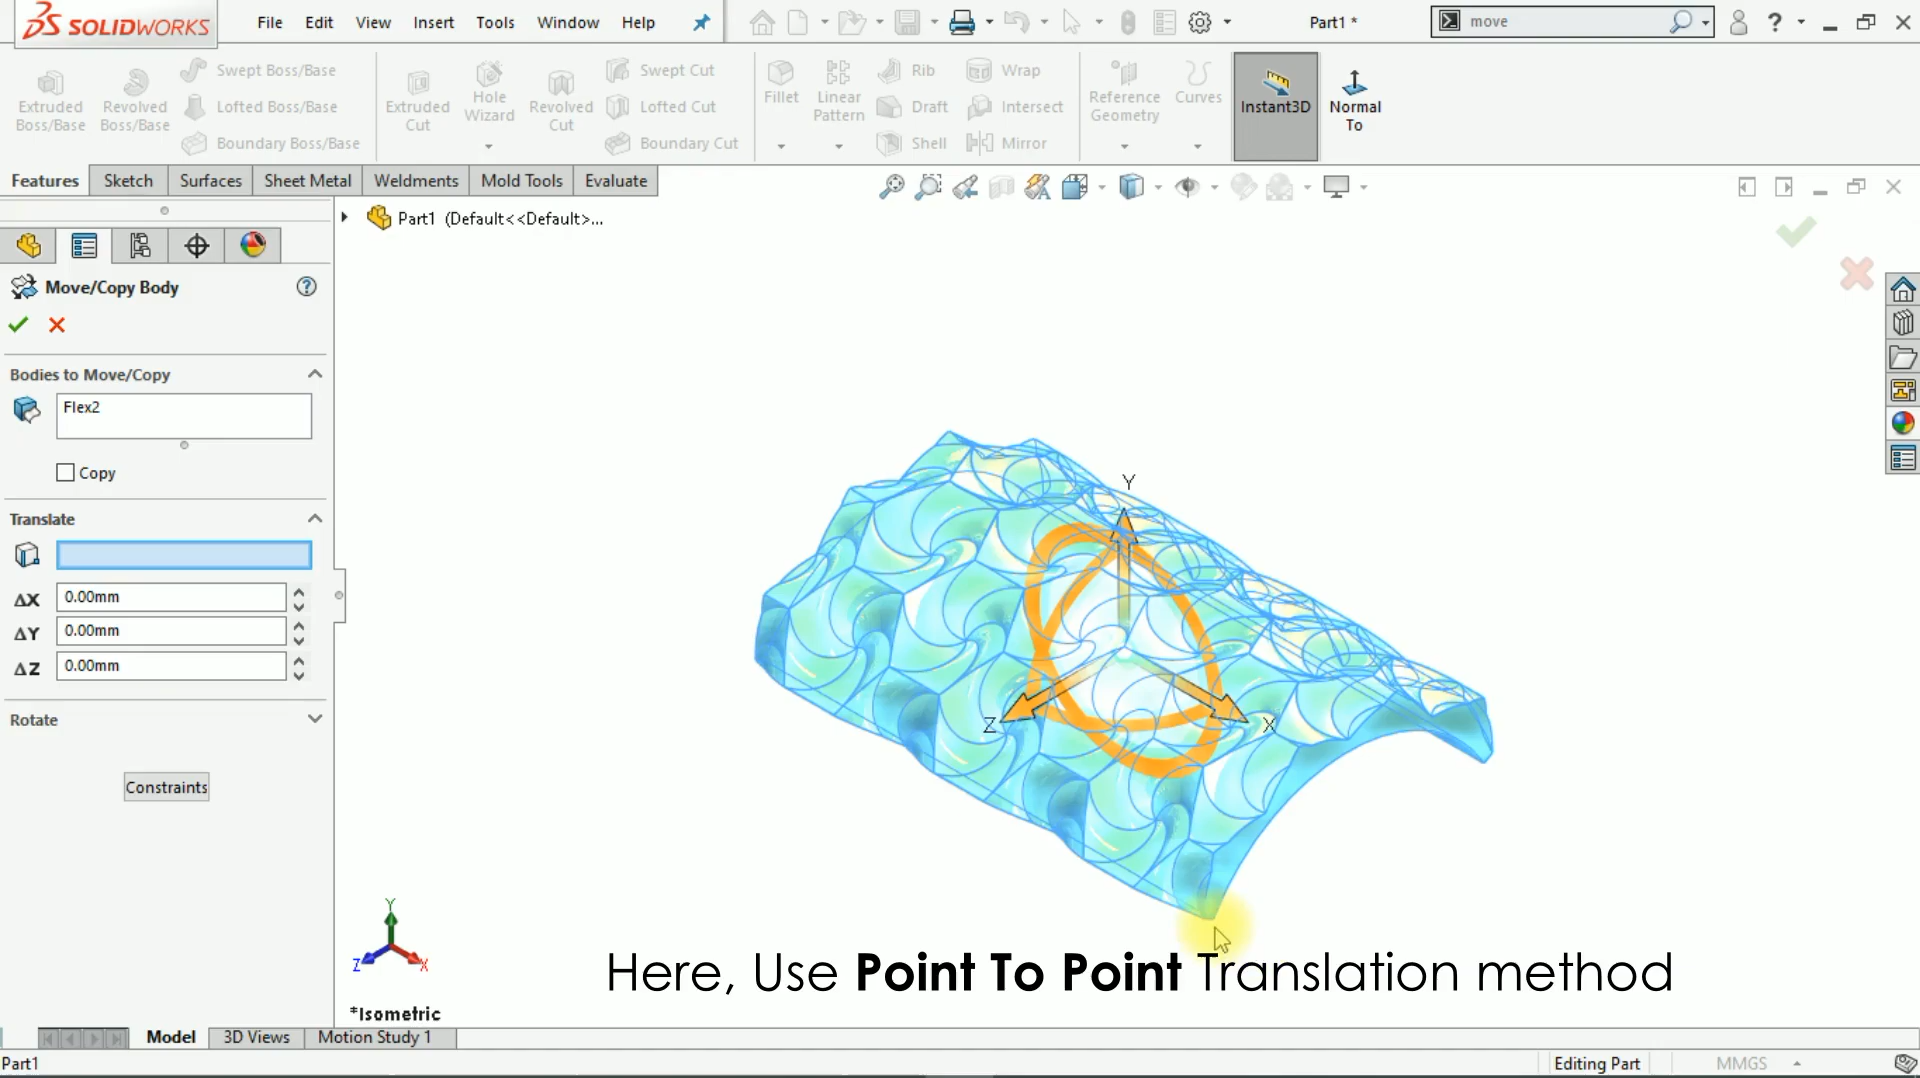 SOLIDWORKS
File Edit View Insert Tools Window Help
Part1 *
move
?
Extruded Boss/Base
Revolved Boss/Base
Swept Boss/Base
Lofted Boss/Base
Boundary Boss/Base
Extruded Cut
Hole Wizard
Revolved Cut
Swept Cut
Lofted Cut
Boundary Cut
Fillet
Linear Pattern
Rib
Draft
Shell
Wrap
Intersect
Mirror
Reference Geometry
Curves
Instant3D
Normal To
Features Sketch Surfaces Sheet Metal Weldments Mold Tools Evaluate
Part1 (Default<<Default>...
Move/Copy Body
?
Bodies to Move/Copy
Flex2
Copy
Translate
ΔX 0.00mm
ΔY 0.00mm
ΔZ 0.00mm
Rotate
Constraints
Y
Z
X
Y
Z
X
Here, Use Point To Point Translation method
*Isometric
Model 3D Views Motion Study 1
Part1
Editing Part
MMGS